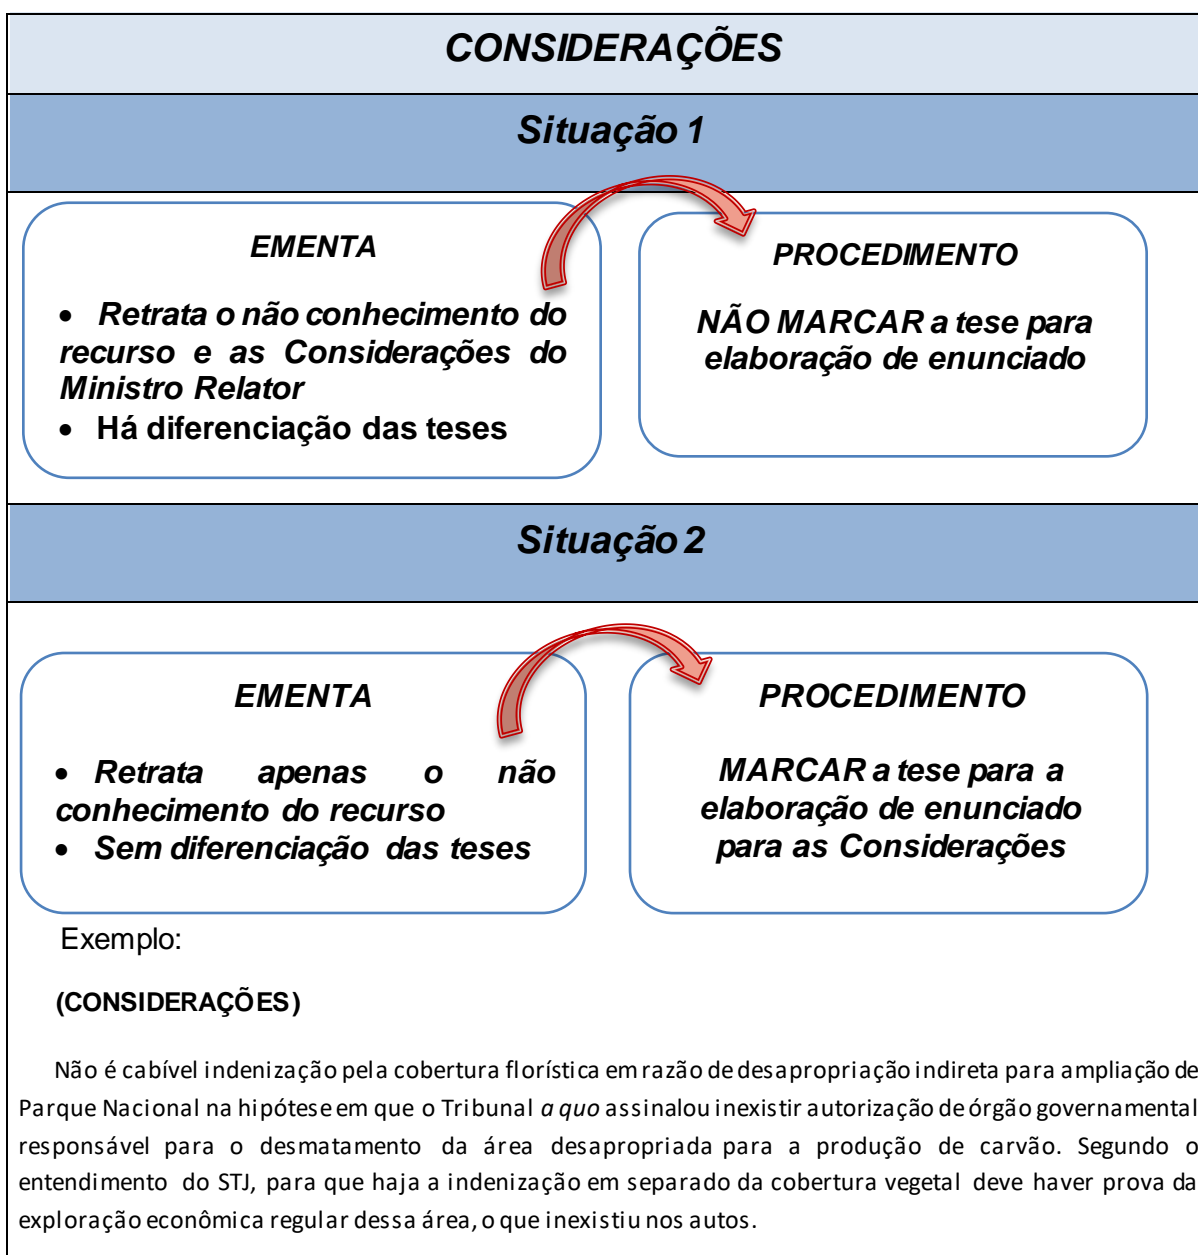 CONSIDERAÇÕES
Situação 1
EMENTA
• Retrata o não conhecimento do
recurso e as Considerações do
Ministro Relator
• Há diferenciação das teses
PROCEDIMENTO
NÃO MARCAR a tese para
elaboração de enunciado
Situação 2
EMENTA
• Retrata apenas o não
conhecimento do recurso
• Sem diferenciação das teses
PROCEDIMENTO
MARCAR a tese para a
elaboração de enunciado
para as Considerações
Exemplo:
(CONSIDERAÇÕES)
Não é cabível indenização pela cobertura florística em razão de desapropriação indireta para ampliação de
Parque Nacional na hipótese em que o Tribunal a quo assinalou inexistir autorização de órgão governamental
responsável para o desmatamento da área desapropriada para a produção de carvão. Segundo o
entendimento do STJ, para que haja a indenização em separado da cobertura vegetal deve haver prova da
exploração econômica regular dessa área, o que inexistiu nos autos.